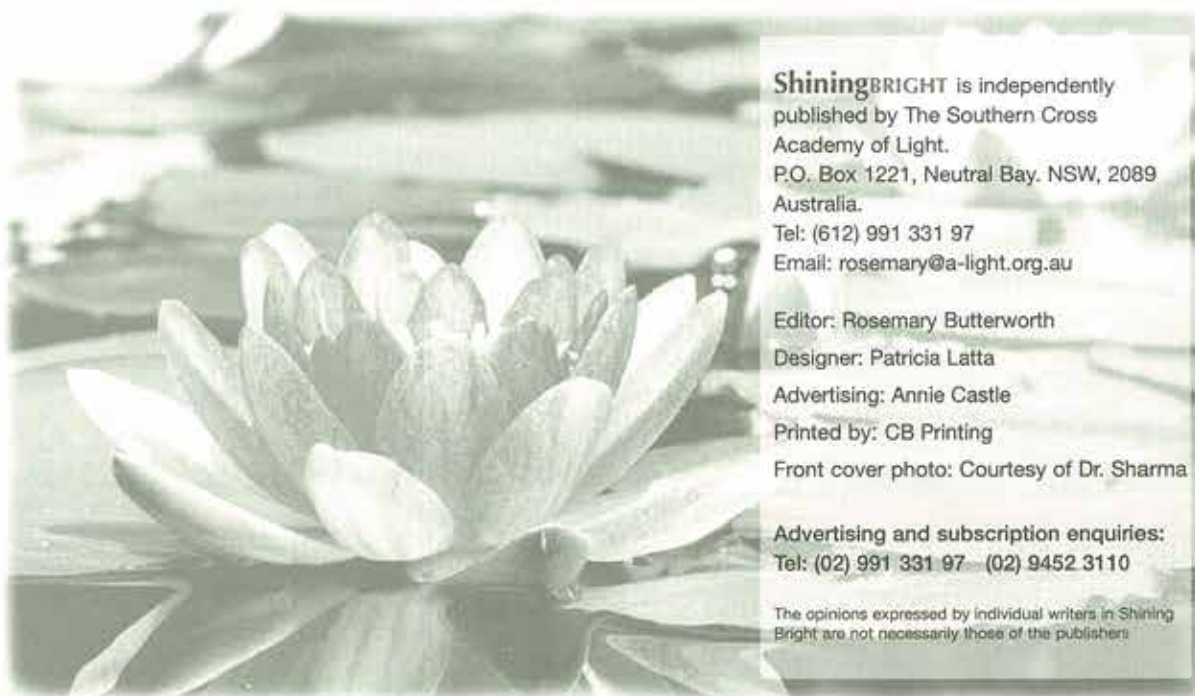 ShiningBRIGHT is independently
published by The Southern Cross
Academy of Light.
P.O. Box 1221, Neutral Bay. NSW, 2089
Australia.
Tel: (612) 991 331 97
Email: rosemary@a-light.org.au
Editor: Rosemary Butterworth
Designer: Patricia Latta
Advertising: Annie Castle
Printed by: CB Printing
Front cover photo: Courtesy of Dr. Sharma
Advertising and subscription enquiries:
Tel: (02) 991 331 97 (02) 9452 3110
The opinions expressed by individual writers in Shining
Bright are not necessarily those of the publishers